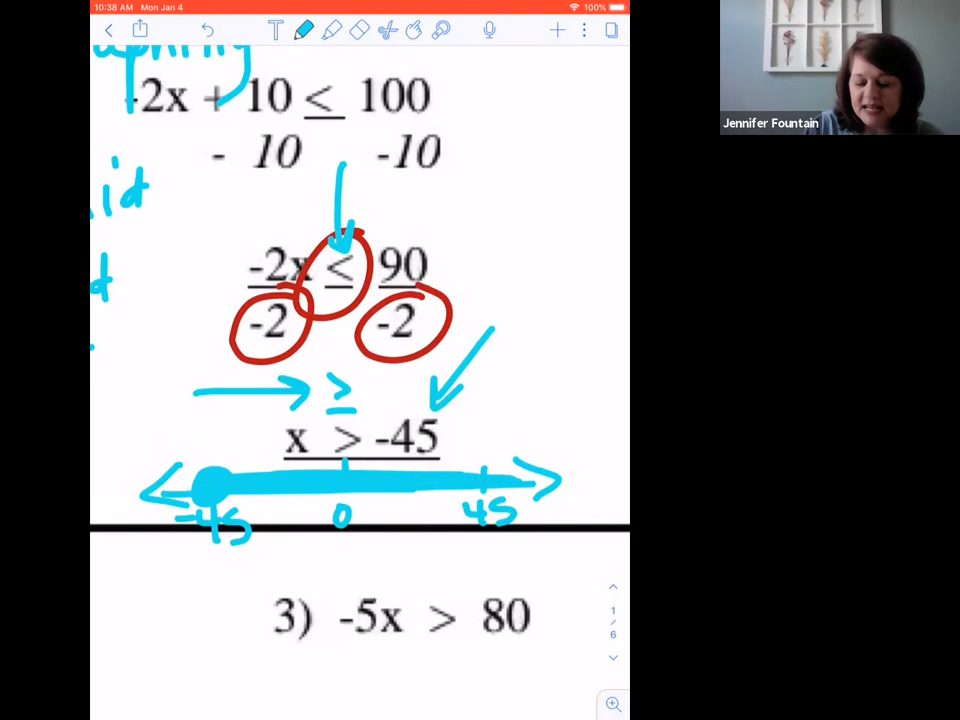 10:38 AM Mon Jan 4
100%
-2x + 10 ≤ 100
- 10 -10
-2x ≤ 90
-2 -2
≥
x > -45
-45 0 45
3) -5x > 80
1
/
6
Jennifer Fountain